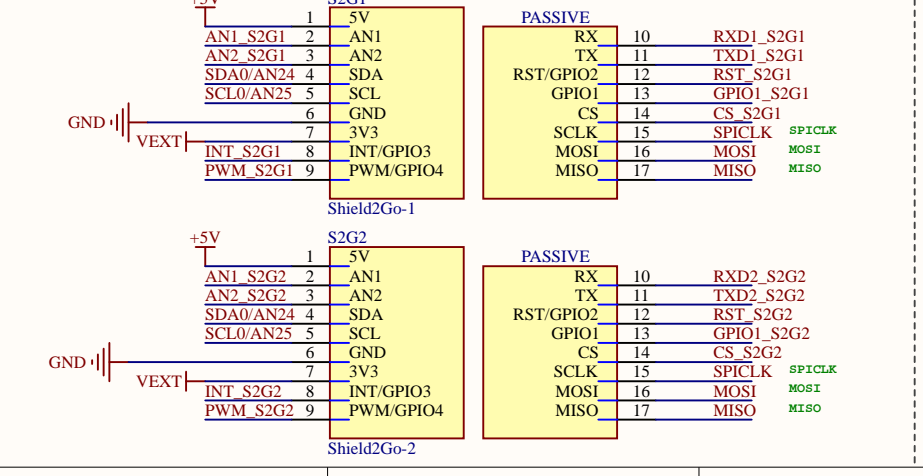 +5V S2G1
1 5V PASSIVE
AN1_S2G1 2 AN1 RX 10 RXD1_S2G1
AN2_S2G1 3 AN2 TX 11 TXD1_S2G1
SDA0/AN24 4 SDA RST/GPIO2 12 RST_S2G1
SCL0/AN25 5 SCL GPIO1 13 GPIO1_S2G1
GND 6 GND CS 14 CS_S2G1
VEXT 7 3V3 SCLK 15 SPICLK SPICLK
INT_S2G1 8 INT/GPIO3 MOSI 16 MOSI MOSI
PWM_S2G1 9 PWM/GPIO4 MISO 17 MISO MISO
Shield2Go-1
+5V S2G2
1 5V PASSIVE
AN1_S2G2 2 AN1 RX 10 RXD2_S2G2
AN2_S2G2 3 AN2 TX 11 TXD2_S2G2
SDA0/AN24 4 SDA RST/GPIO2 12 RST_S2G2
SCL0/AN25 5 SCL GPIO1 13 GPIO1_S2G2
GND 6 GND CS 14 CS_S2G2
VEXT 7 3V3 SCLK 15 SPICLK SPICLK
INT_S2G2 8 INT/GPIO3 MOSI 16 MOSI MOSI
PWM_S2G2 9 PWM/GPIO4 MISO 17 MISO MISO
Shield2Go-2